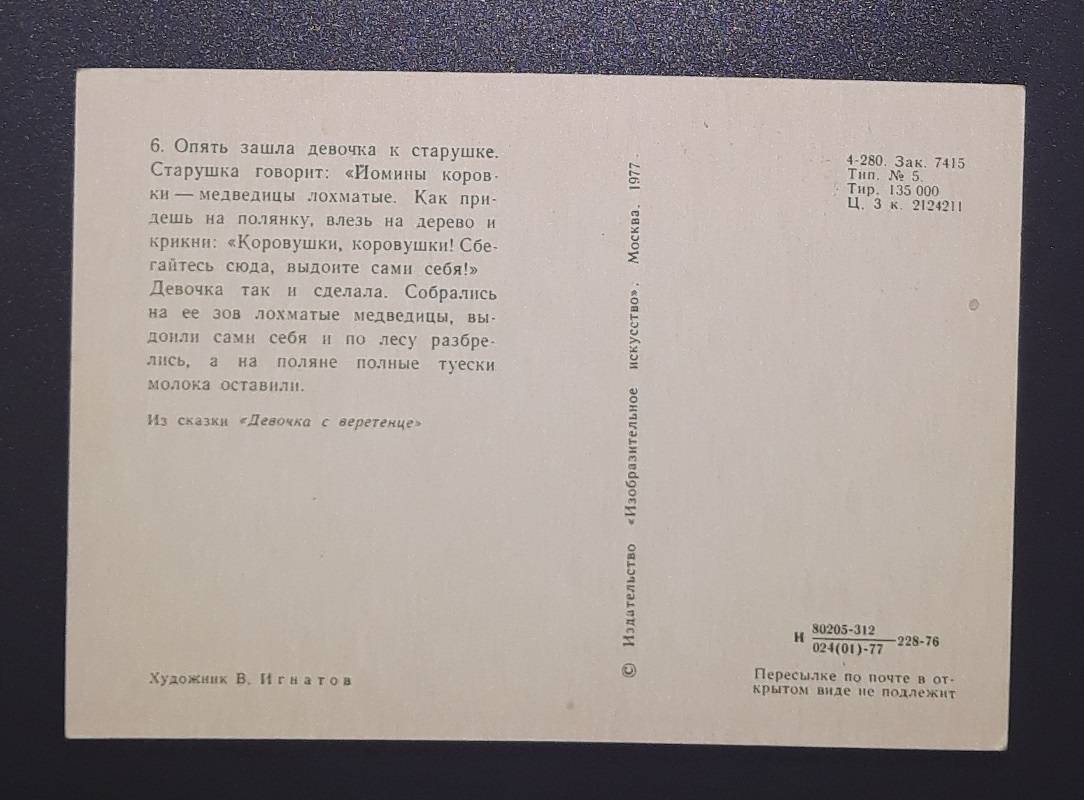 6. Опять зашла девочка к старушке.
Старушка говорит: «Йомины коров-
ки — медведицы лохматые. Как при-
дешь на полянку, влезь на дерево и
крикни: «Коровушки, коровушки! Сбе-
гайтесь сюда, выдоите сами себя!»
Девочка так и сделала. Собрались
на ее зов лохматые медведицы, вы-
доили сами себя и по лесу разбре-
лись, а на поляне полные туески
молока оставили.
Из сказки «Девочка с веретенце»
Художник В. Игнатов
© Издательство «Изобразительное искусство». Москва. 1977
4-280. Зак. 7415
Тип. № 5.
Тир. 135 000
Ц. 3 к. 2124211
И 80205-312
024(01)-77 —228-76
Пересылке по почте в от-
крытом виде не подлежит